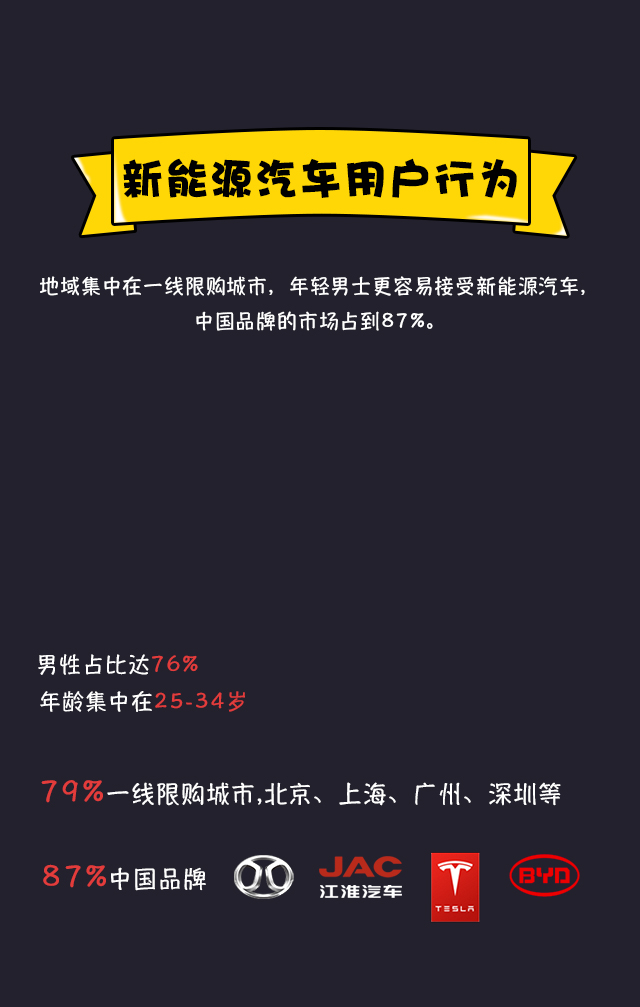 新能源汽车用户行为
地域集中在一线限购城市，年轻男士更容易接受新能源汽车，
中国品牌的市场占到87%。
男性占比达76%
年龄集中在25-34岁
79%一线限购城市,北京、上海、广州、深圳等
87%中国品牌
JAC
江淮汽车
TESLA
BYD